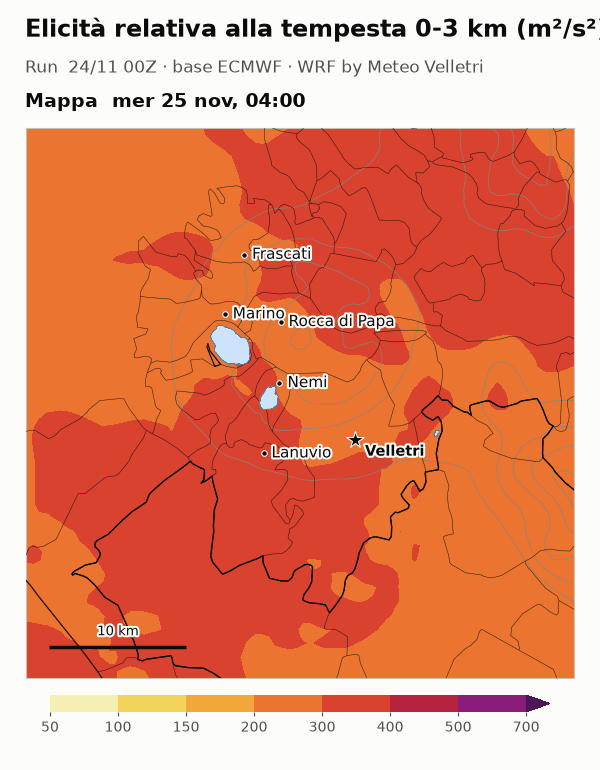 Elicità relativa alla tempesta 0-3 km (m²/s²)
Run 24/11 00Z · base ECMWF · WRF by Meteo Velletri
Mappa mer 25 nov, 04:00
Frascati
Marino
Rocca di Papa
Nemi
Velletri
Lanuvio
10 km
50 100 150 200 300 400 500 700